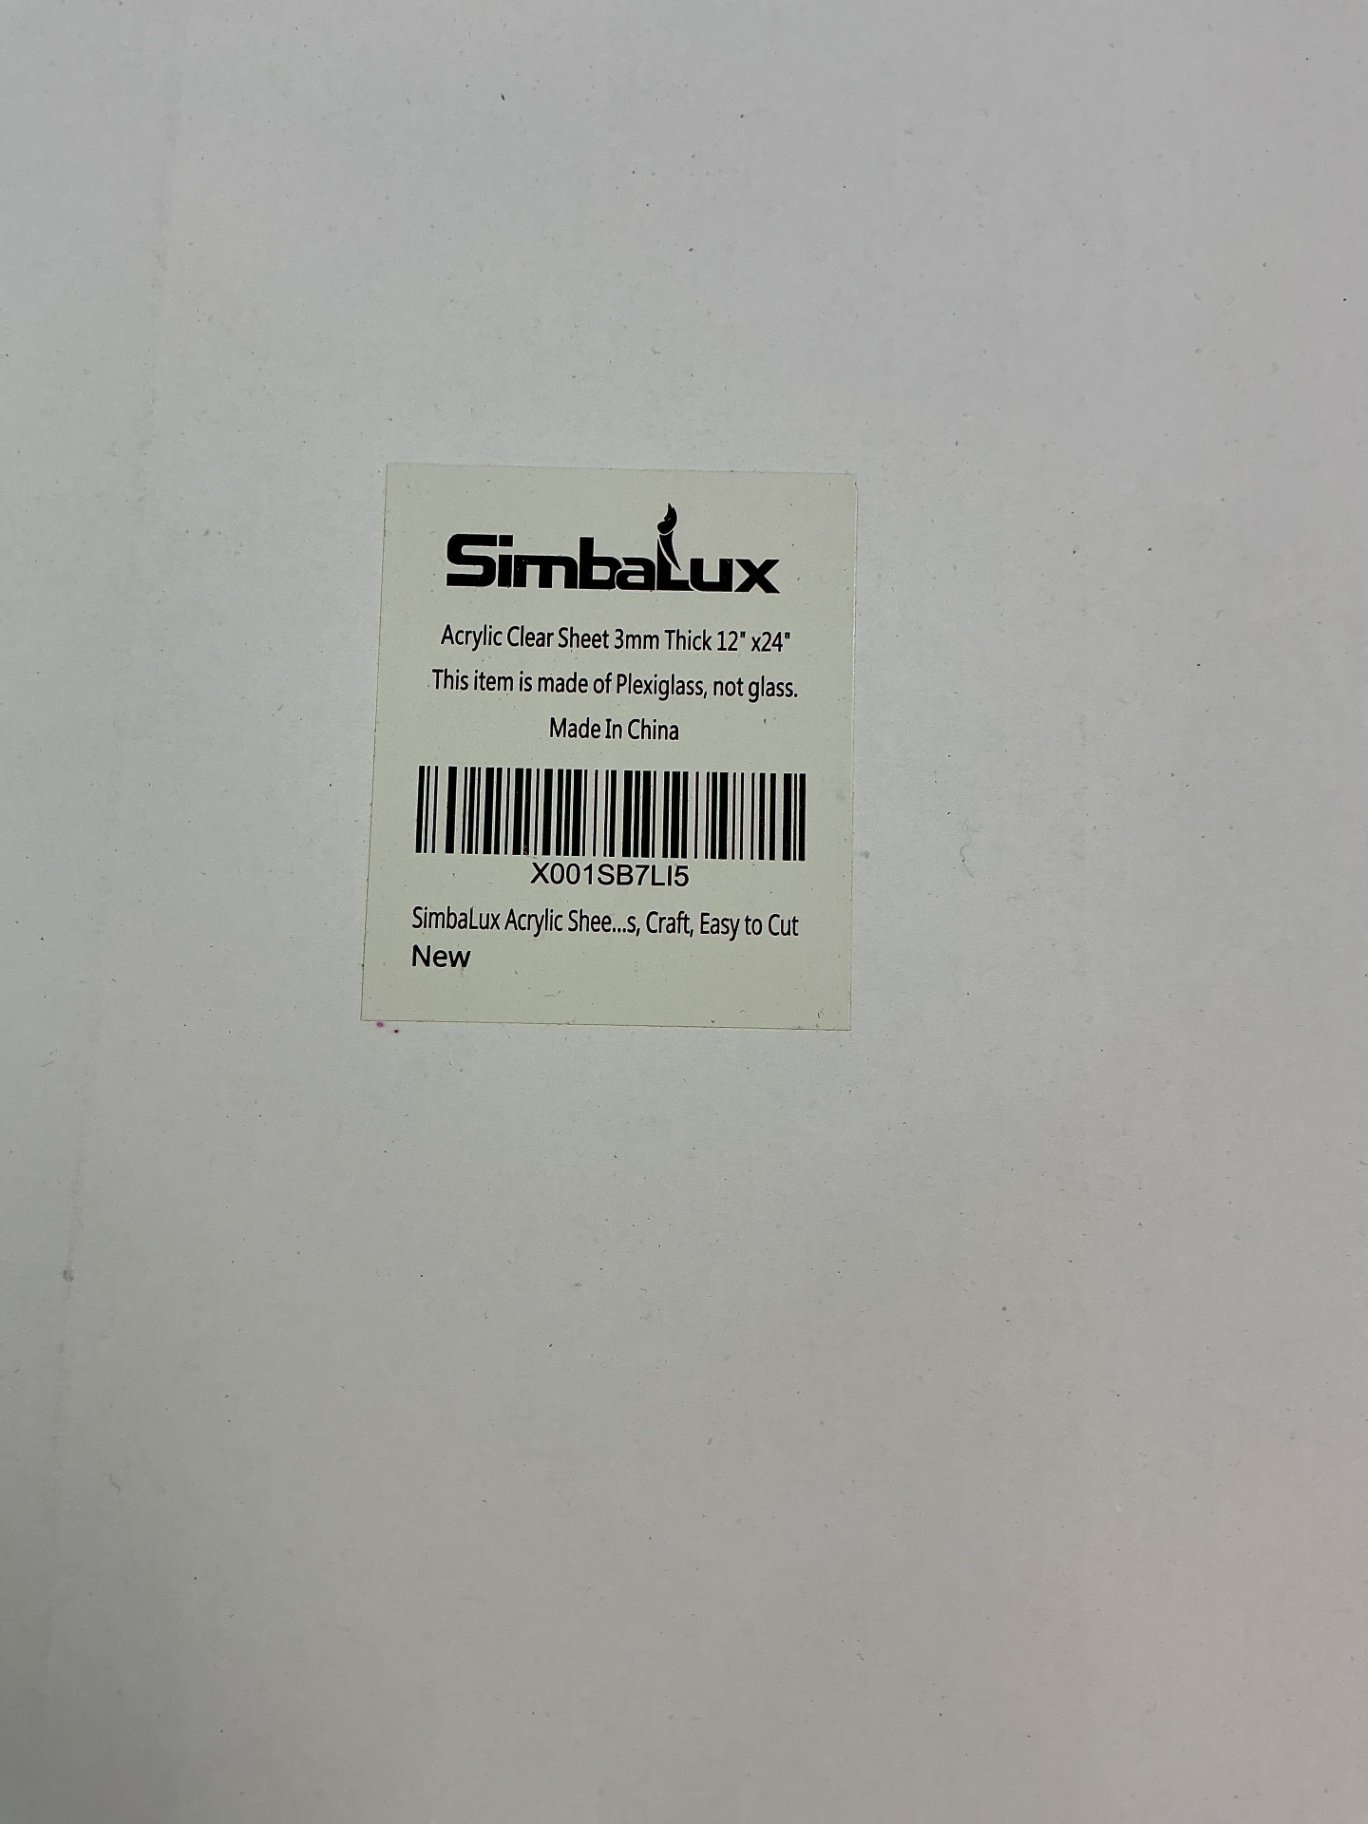 SimbaLux
Acrylic Clear Sheet 3mm Thick 12" x24"
This item is made of Plexiglass, not glass.
Made In China
X001SB7LI5
SimbaLux Acrylic Shee...s, Craft, Easy to Cut
New